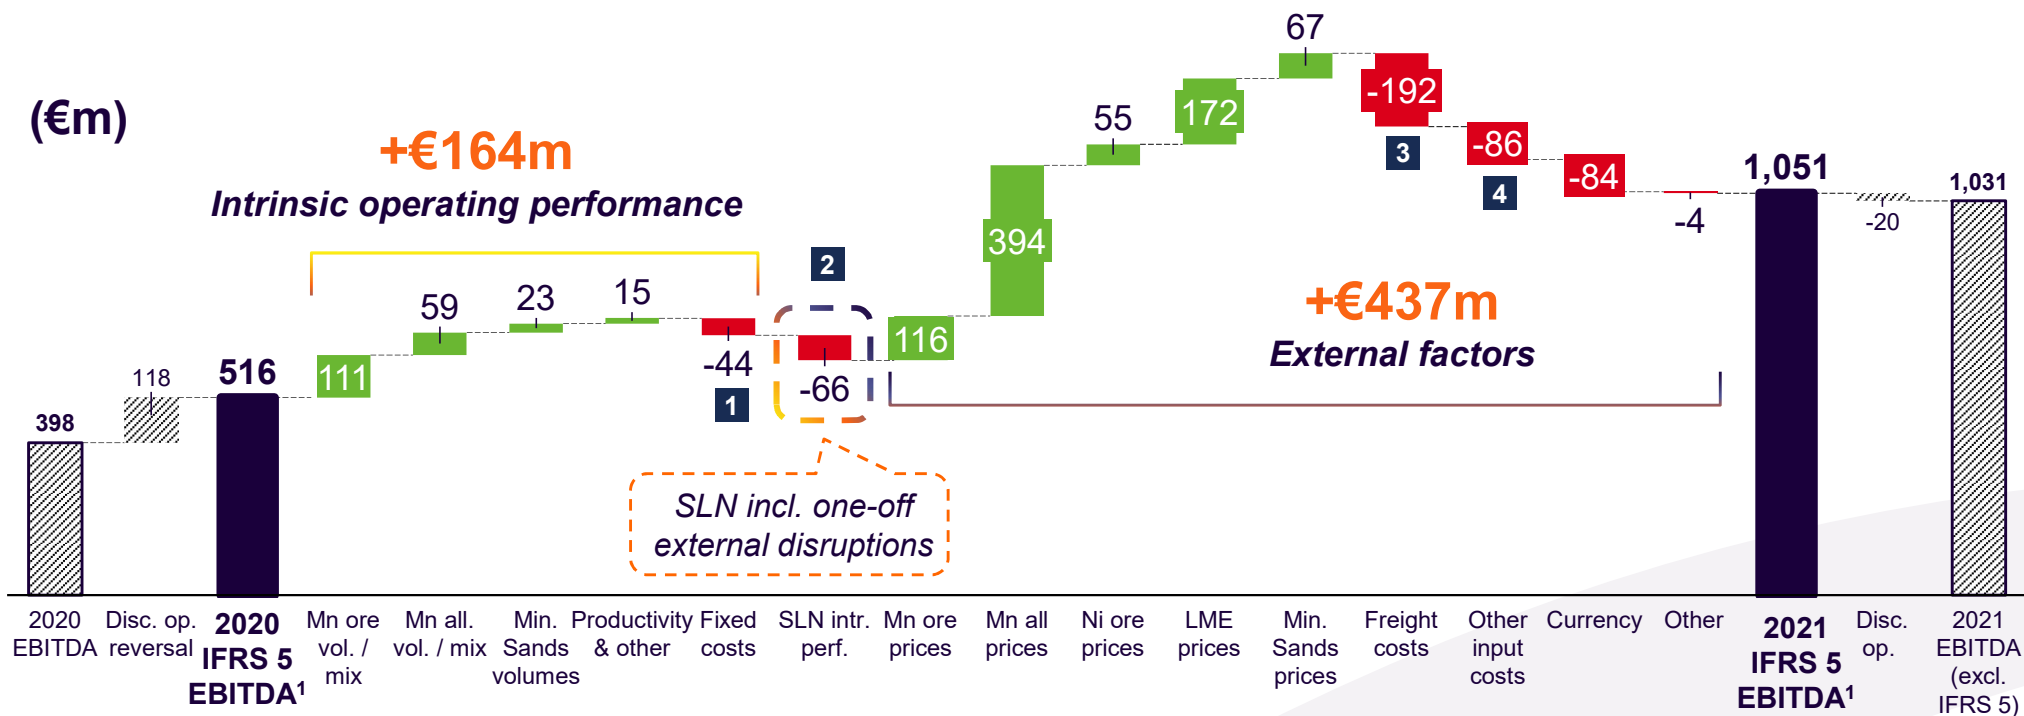 (€m)
+€164m
Intrinsic operating performance
+€437m
External factors
398
118
516
111
59
23
15
-44
1
2
-66
116
394
55
172
67
-192
3
-86
4
-84
-4
1,051
-20
1,031
SLN incl. one-off
external disruptions
2020
EBITDA
Disc. op.
reversal
2020
IFRS 5
EBITDA¹
Mn ore
vol. /
mix
Mn all.
vol. / mix
Min.
Sands
volumes
Productivity
& other
Fixed
costs
SLN intr.
perf.
Mn ore
prices
Mn all
prices
Ni ore
prices
LME
prices
Min.
Sands
prices
Freight
costs
Other
input
costs
Currency
Other
2021
IFRS 5
EBITDA¹
Disc.
op.
2021
EBITDA
(excl.
IFRS 5)